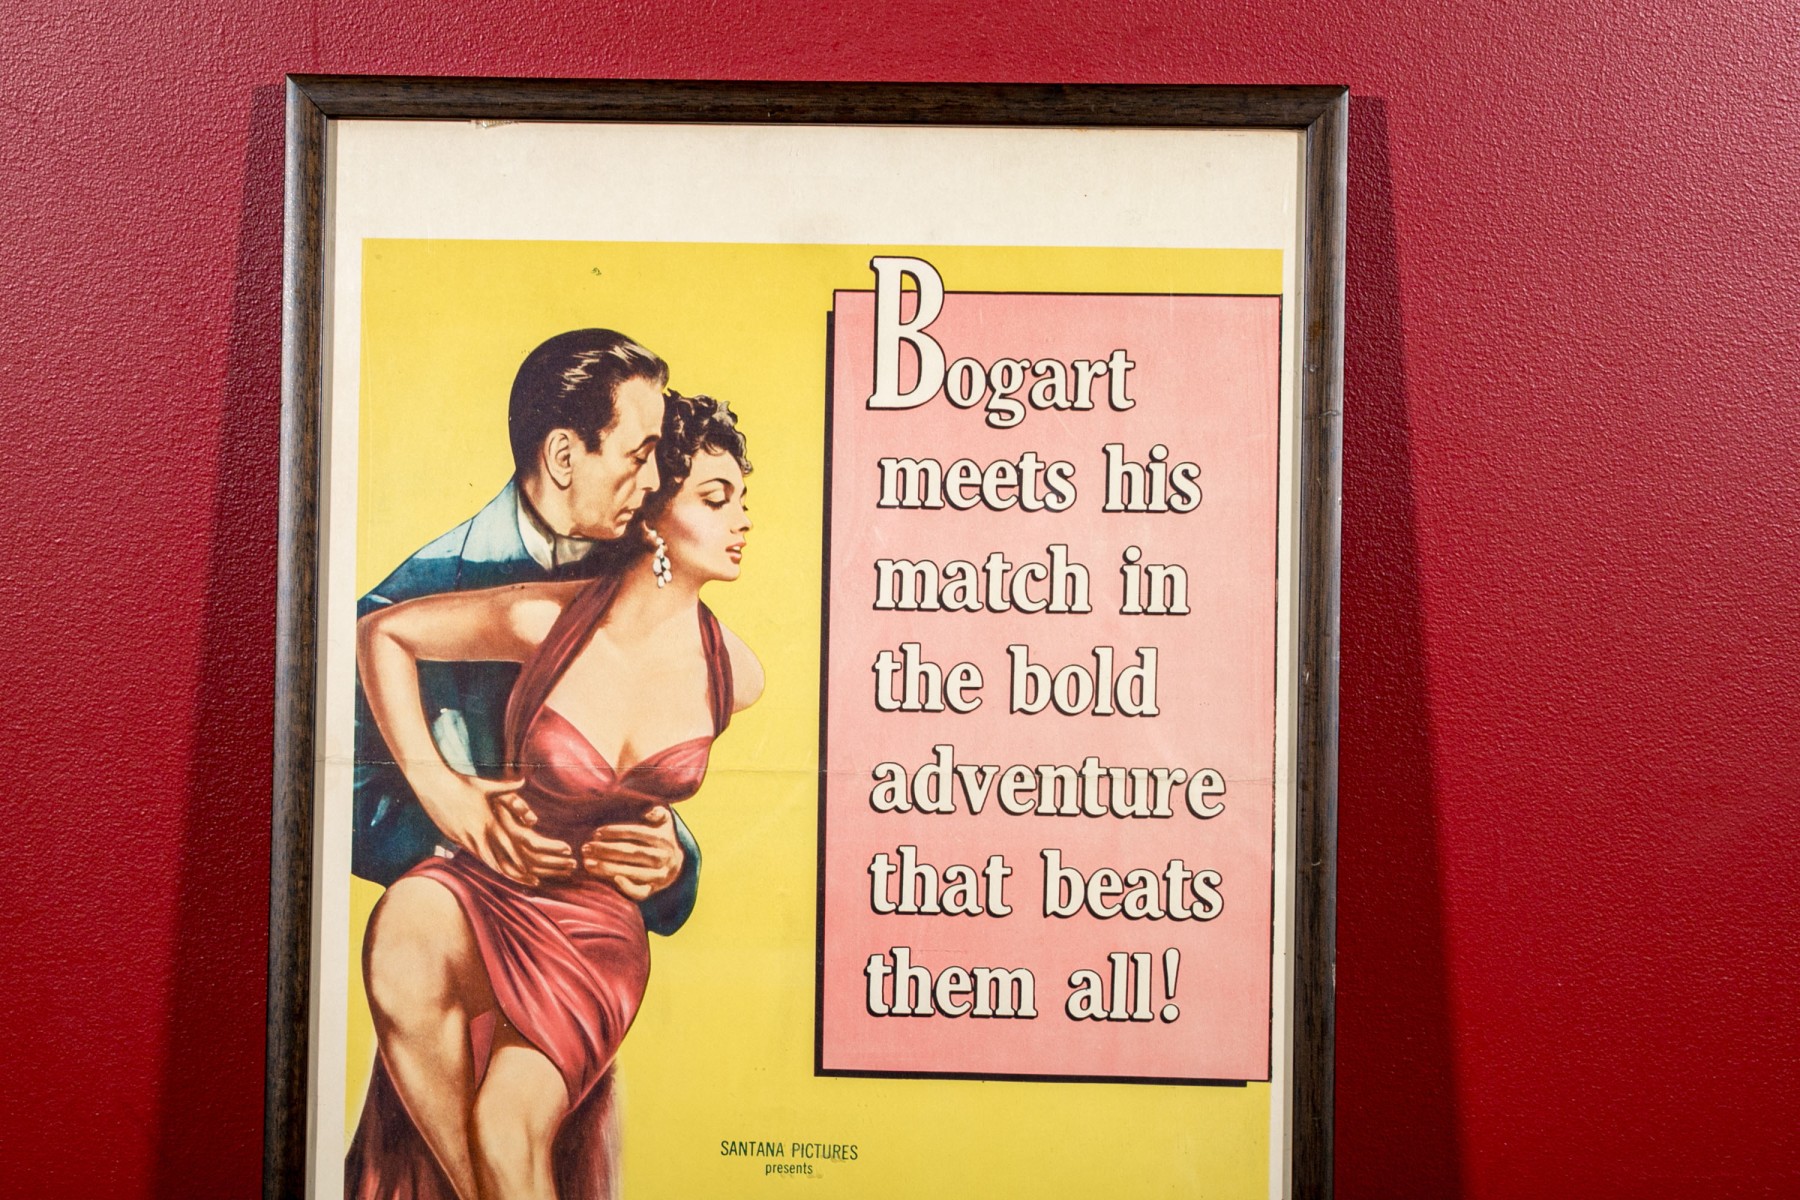 Bogart
meets his
match in
the bold
adventure
that beats
them all!
SANTANA PICTURES
presents